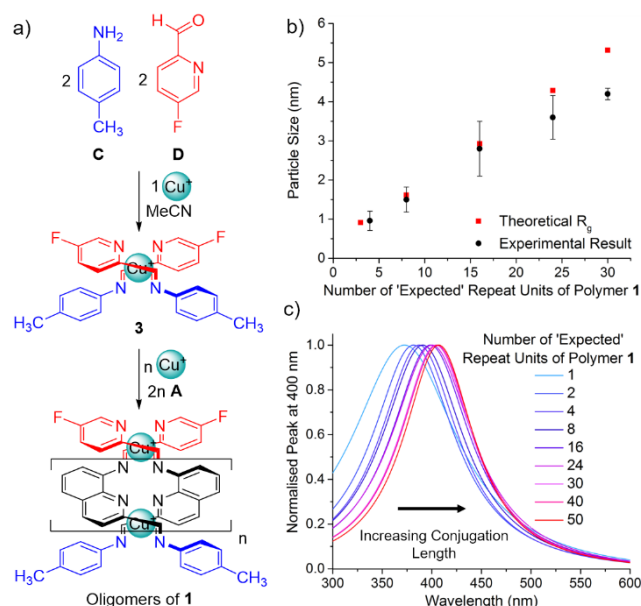 a)
NH₂
2
CH₃
C
2
O
N
F
D
1 Cu⁺
MeCN
F
N
N
F
Cu⁺
N
N
H₃C
CH₃
3
n Cu⁺
2n A
F
N
N
F
Cu⁺
N
N
N
N
Cu⁺
N
N
n
H₃C
CH₃
Oligomers of 1
b)
Particle Size (nm)
6
5
4
3
2
1
0
Theoretical R_g
Experimental Result
0 5 10 15 20 25 30
Number of 'Expected' Repeat Units of Polymer 1
c)
Normalised Peak at 400 nm
1.0
0.8
0.6
0.4
0.2
0.0
Number of 'Expected'
Repeat Units of Polymer 1
1
2
4
8
16
24
30
40
50
Increasing Conjugation
Length
300 350 400 450 500 550 600
Wavelength (nm)